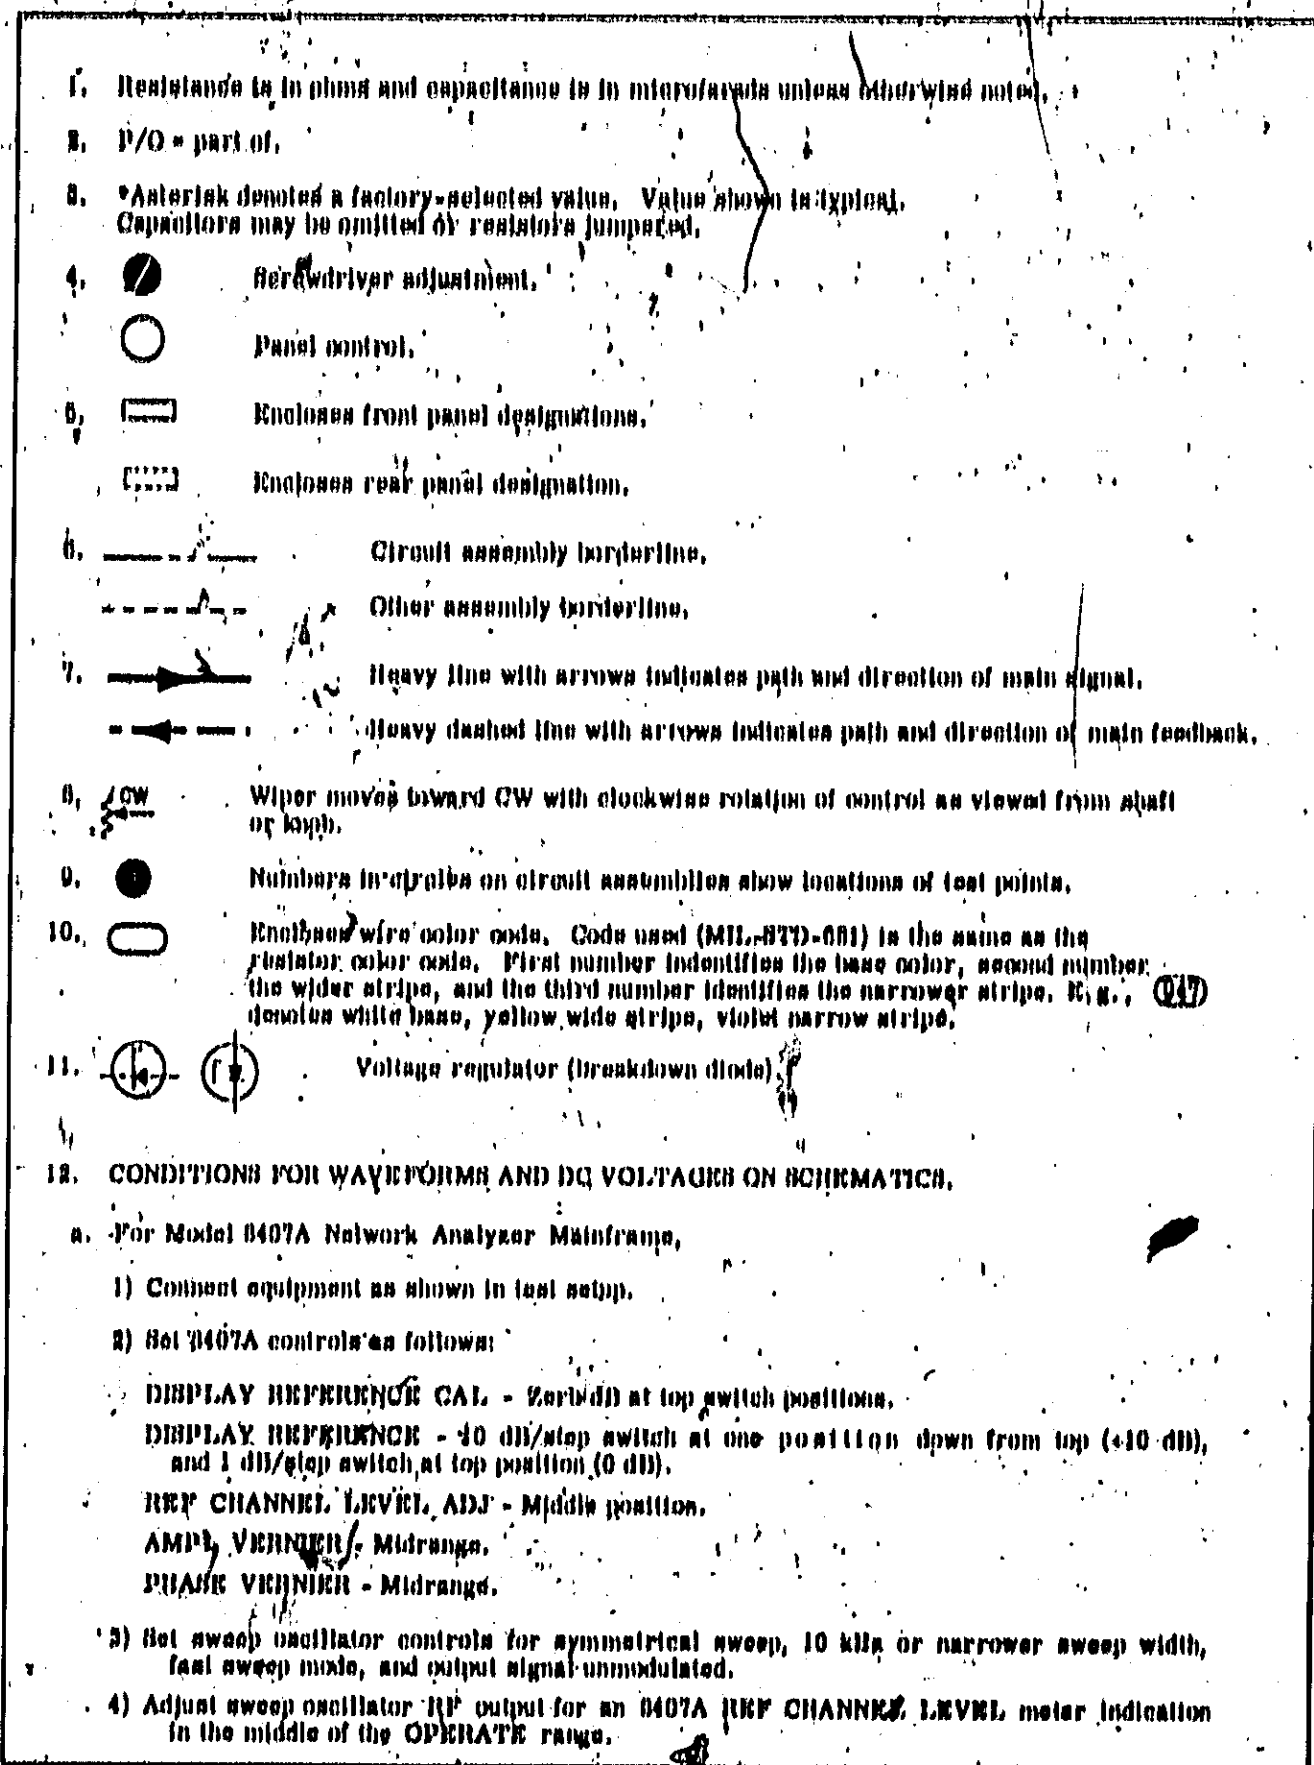 1. Resistance is in ohms and capacitance is in microfarads unless otherwise noted.
2. P/O = part of.
3. *Asterisk denotes a factory-selected value. Value shown is typical.
Capacitors may be omitted or resistors jumpered.
4. Screwdriver adjustment.
Panel control.
5. Encloses front panel designations.
Encloses rear panel designation.
6. Circuit assembly borderline.
Other assembly borderline.
7. Heavy line with arrows indicates path and direction of main signal.
Heavy dashed line with arrows indicates path and direction of main feedback.
8. CW Wiper moves toward CW with clockwise rotation of control as viewed from shaft
or knob.
9. Numbers in circles on circuit assemblies show locations of test points.
10. Encloses wire color code. Code used (MIL-STD-681) is the same as the
resistor color code. First number indentifies the base color, second number
the wider stripe, and the third number identifies the narrower stripe. E.g., 947
denotes white base, yellow wide stripe, violet narrow stripe.
11. Voltage regulator (breakdown diode).
12. CONDITIONS FOR WAVEFORMS AND DC VOLTAGES ON SCHEMATICS.
a. For Model 8407A Network Analyzer Mainframe,
1) Connect equipment as shown in test setup.
2) Set 8407A controls as follows:
DISPLAY REFERENCE CAL - Zero dB at top switch positions.
DISPLAY REFERENCE - 10 dB/step switch at one position down from top (+10 dB),
and 1 dB/step switch at top position (0 dB).
REF CHANNEL LEVEL ADJ - Middle position.
AMPL VERNIER - Midrange.
PHASE VERNIER - Midrange.
3) Set sweep oscillator controls for symmetrical sweep, 10 kHz or narrower sweep width,
fast sweep mode, and output signal unmodulated.
4) Adjust sweep oscillator RF output for an 8407A REF CHANNEL LEVEL meter indication
in the middle of the OPERATE range.